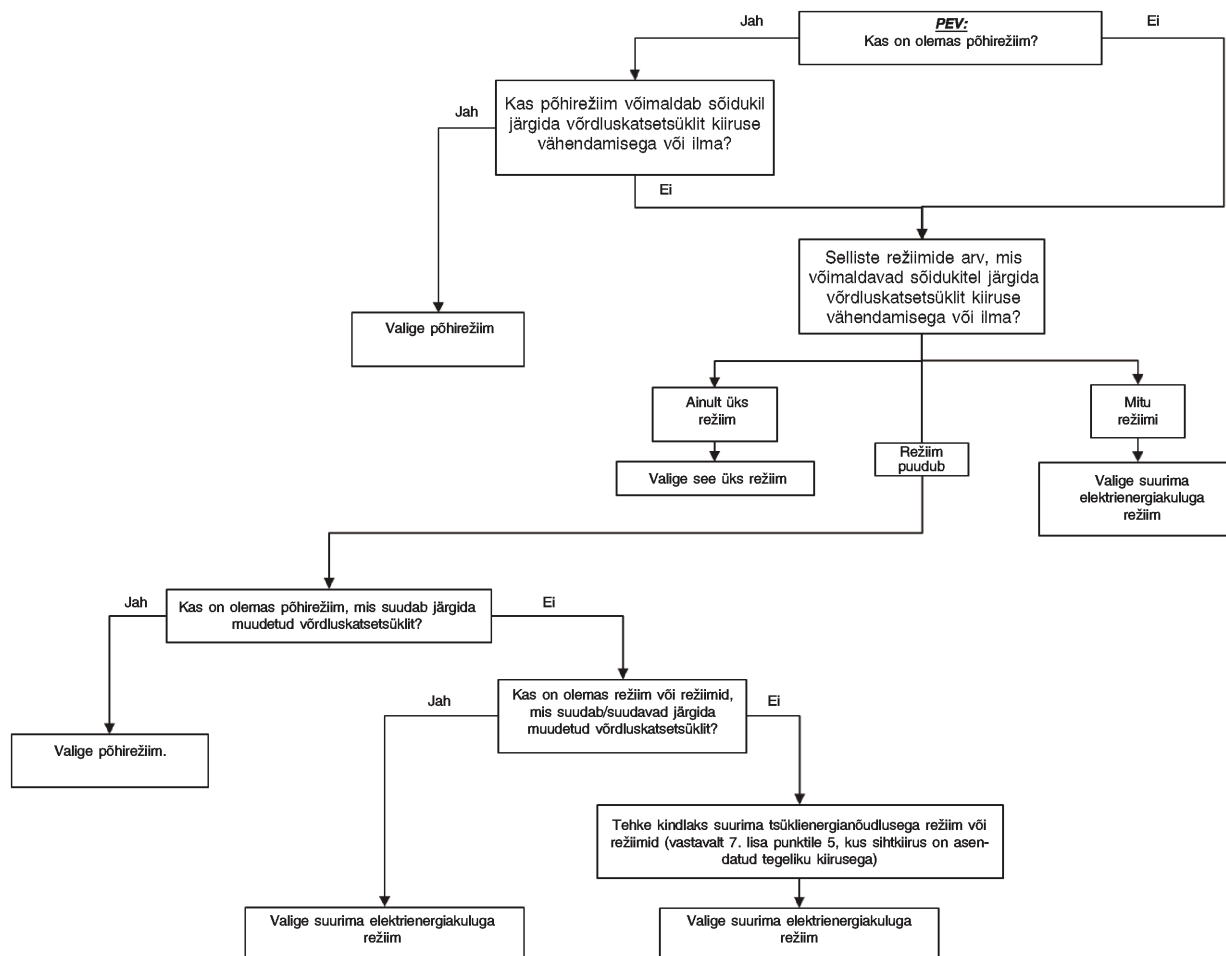 PEV:
Kas on olemas põhirežiim?
Jah
Ei
Kas põhirežiim võimaldab sõidukil
järgida võrdluskatsetsüklit kiiruse
vähendamisega või ilma?
Jah
Ei
Selliste režiimide arv, mis
võimaldavad sõidukitel järgida
võrdluskatsetsüklit kiiruse
vähendamisega või ilma?
Valige põhirežiim
Ainult üks
režiim
Mitu
režiimi
Režiim
puudub
Valige see üks režiim
Valige suurima
elektrienergiakuluga
režiim
Jah
Kas on olemas põhirežiim, mis suudab järgida
muudetud võrdluskatsetsüklit?
Ei
Jah
Kas on olemas režiim või režiimid,
mis suudab/suudavad järgida
muudetud võrdluskatsetsüklit?
Ei
Valige põhirežiim.
Tehke kindlaks suurima tsüklienergianõudlusega režiim või
režiimid (vastavalt 7. lisa punktile 5, kus sihtkiirus on asen-
datud tegeliku kiirusega)
Valige suurima elektrienergiakuluga
režiim
Valige suurima elektrienergiakuluga
režiim